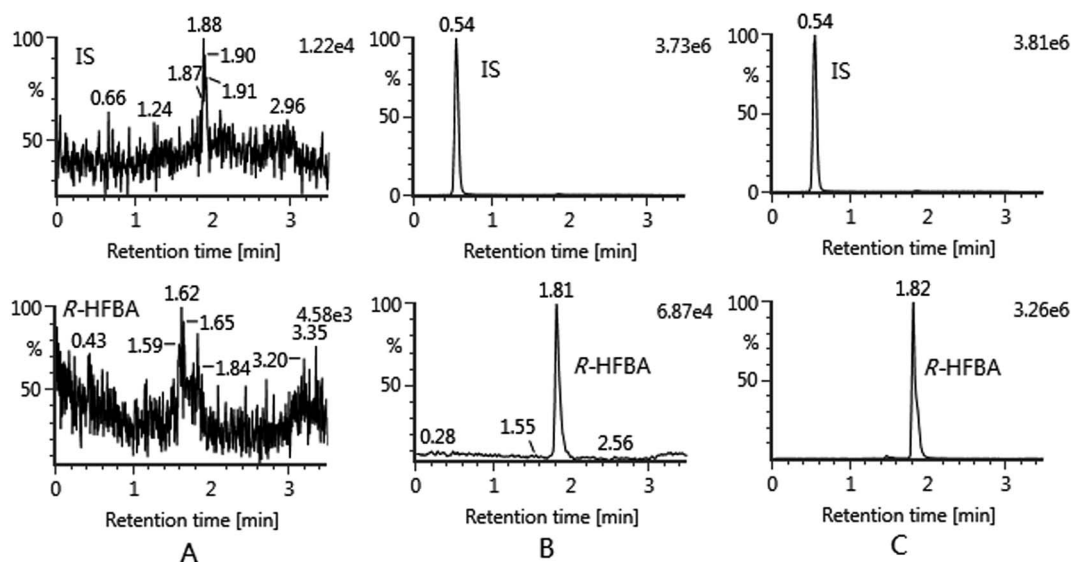 1.88
100
IS
1.22e4
1.90
%
1.87
1.91
0.66
1.24
2.96
50
0 1 2 3
Retention time [min]
0.54
100
3.73e6
IS
%
50
0
0 1 2 3
Retention time [min]
0.54
100
3.81e6
IS
%
50
0
0 1 2 3
Retention time [min]
1.62
100
R-HFBA
4.58e3
1.65
3.35
%
0.43
1.59
1.84
3.20
50
0 1 2 3
Retention time [min]
A
1.81
100
6.87e4
%
R-HFBA
50
0.28
1.55
2.56
0 1 2 3
Retention time [min]
B
1.82
100
3.26e6
%
R-HFBA
50
0 1 2 3
Retention time [min]
C